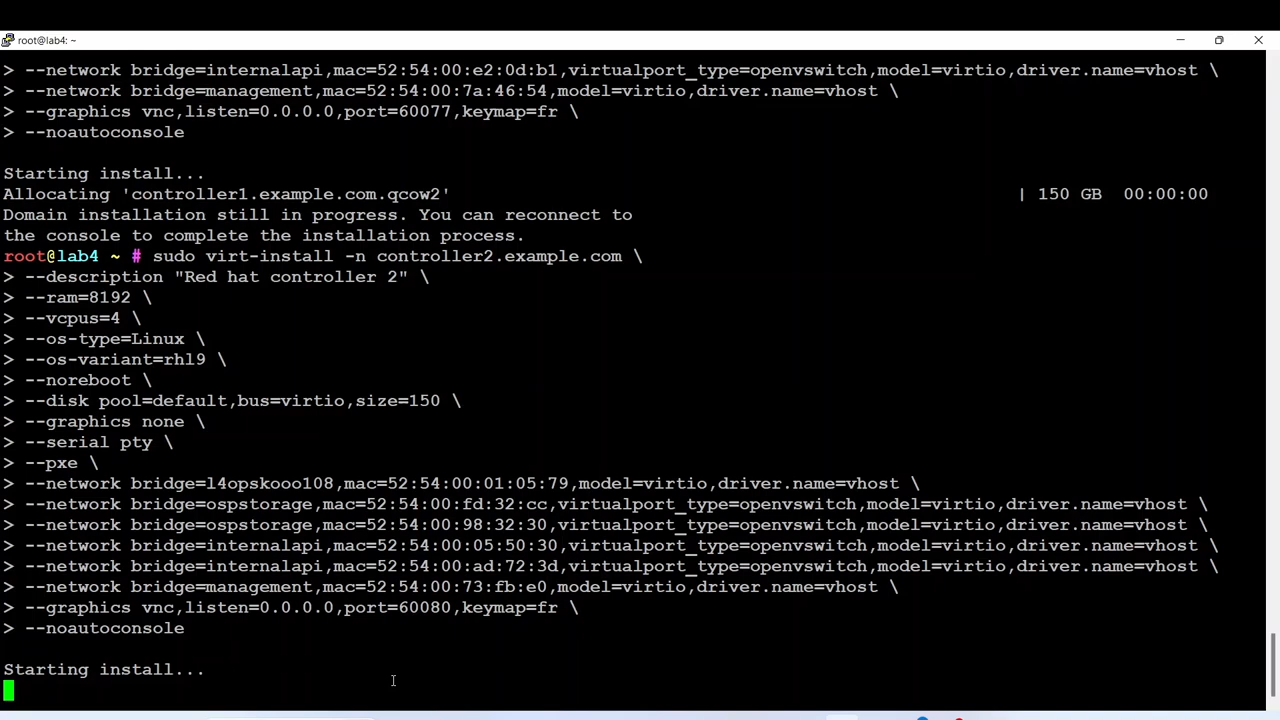 root@lab4: ~
> --network bridge=internalapi,mac=52:54:00:e2:0d:b1,virtualport_type=openvswitch,model=virtio,driver.name=vhost \
> --network bridge=management,mac=52:54:00:7a:46:54,model=virtio,driver.name=vhost \
> --graphics vnc,listen=0.0.0.0,port=60077,keymap=fr \
> --noautoconsole
Starting install...
Allocating 'controller1.example.com.qcow2' | 150 GB 00:00:00
Domain installation still in progress. You can reconnect to
the console to complete the installation process.
root@lab4 ~ # sudo virt-install -n controller2.example.com \
> --description "Red hat controller 2" \
> --ram=8192 \
> --vcpus=4 \
> --os-type=Linux \
> --os-variant=rhl9 \
> --noreboot \
> --disk pool=default,bus=virtio,size=150 \
> --graphics none \
> --serial pty \
> --pxe \
> --network bridge=l4opskooo108,mac=52:54:00:01:05:79,model=virtio,driver.name=vhost \
> --network bridge=ospstorage,mac=52:54:00:fd:32:cc,virtualport_type=openvswitch,model=virtio,driver.name=vhost \
> --network bridge=ospstorage,mac=52:54:00:98:32:30,virtualport_type=openvswitch,model=virtio,driver.name=vhost \
> --network bridge=internalapi,mac=52:54:00:05:50:30,virtualport_type=openvswitch,model=virtio,driver.name=vhost \
> --network bridge=internalapi,mac=52:54:00:ad:72:3d,virtualport_type=openvswitch,model=virtio,driver.name=vhost \
> --network bridge=management,mac=52:54:00:73:fb:e0,model=virtio,driver.name=vhost \
> --graphics vnc,listen=0.0.0.0,port=60080,keymap=fr \
> --noautoconsole
Starting install...